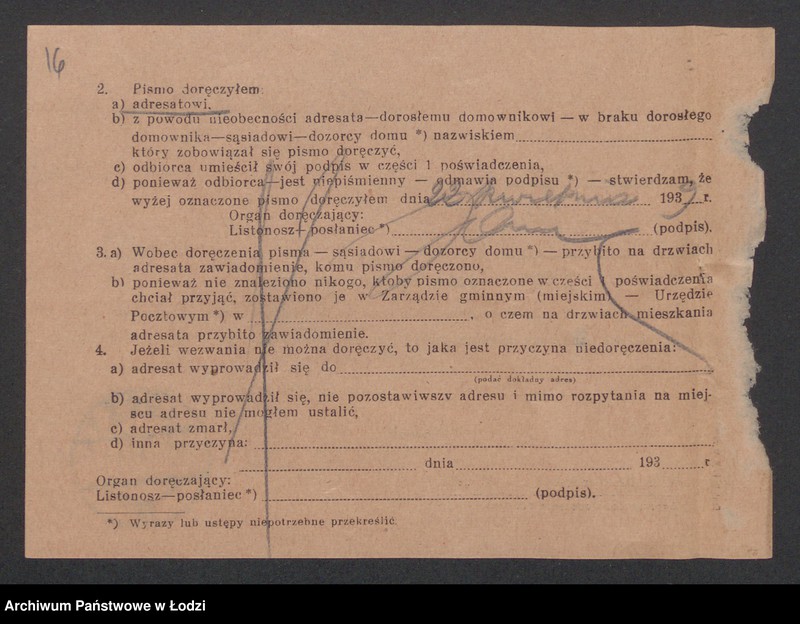 16
2. Pismo doręczyłem:
a) adresatowi.
b) z powodu nieobecności adresata—dorosłemu domownikowi — w braku dorosłego
domownika—sąsiadowi—dozorcy domu *) nazwiskiem
który zobowiązał się pismo doręczyć,
c) odbiorca umieścił swój podpis w części 1 poświadczenia,
d) ponieważ odbiorca—jest niepiśmienny — odmawia podpisu *) — stwierdzam, że
wyżej oznaczone pismo doręczyłem dnia 22 kwietnia 1939 r.
Organ doręczający:
Listonosz—posłaniec *) (podpis).
3. a) Wobec doręczenia pisma — sąsiadowi — dozorcy domu *) — przybito na drzwiach
adresata zawiadomienie, komu pismo doręczono,
b) ponieważ nie znaleziono nikogo, ktoby pismo oznaczone w części 1 poświadczenia
chciał przyjąć, zostawiono je w Zarządzie gminnym (miejskim) — Urzędzie
Pocztowym *) w , o czem na drzwiach mieszkania
adresata przybito zawiadomienie.
4. Jeżeli wezwania nie można doręczyć, to jaka jest przyczyna niedoręczenia:
a) adresat wyprowadził się do
(podać dokładny adres)
b) adresat wyprowadził się, nie pozostawiwszv adresu i mimo rozpytania na miej-
scu adresu nie mogłem ustalić,
c) adresat zmarł,
d) inna przyczyna:
dnia 193 r
Organ doręczający:
Listonosz—posłaniec *) (podpis).
*) Wyrazy lub ustępy niepotrzebne przekreślić.
Archiwum Państwowe w Łodzi